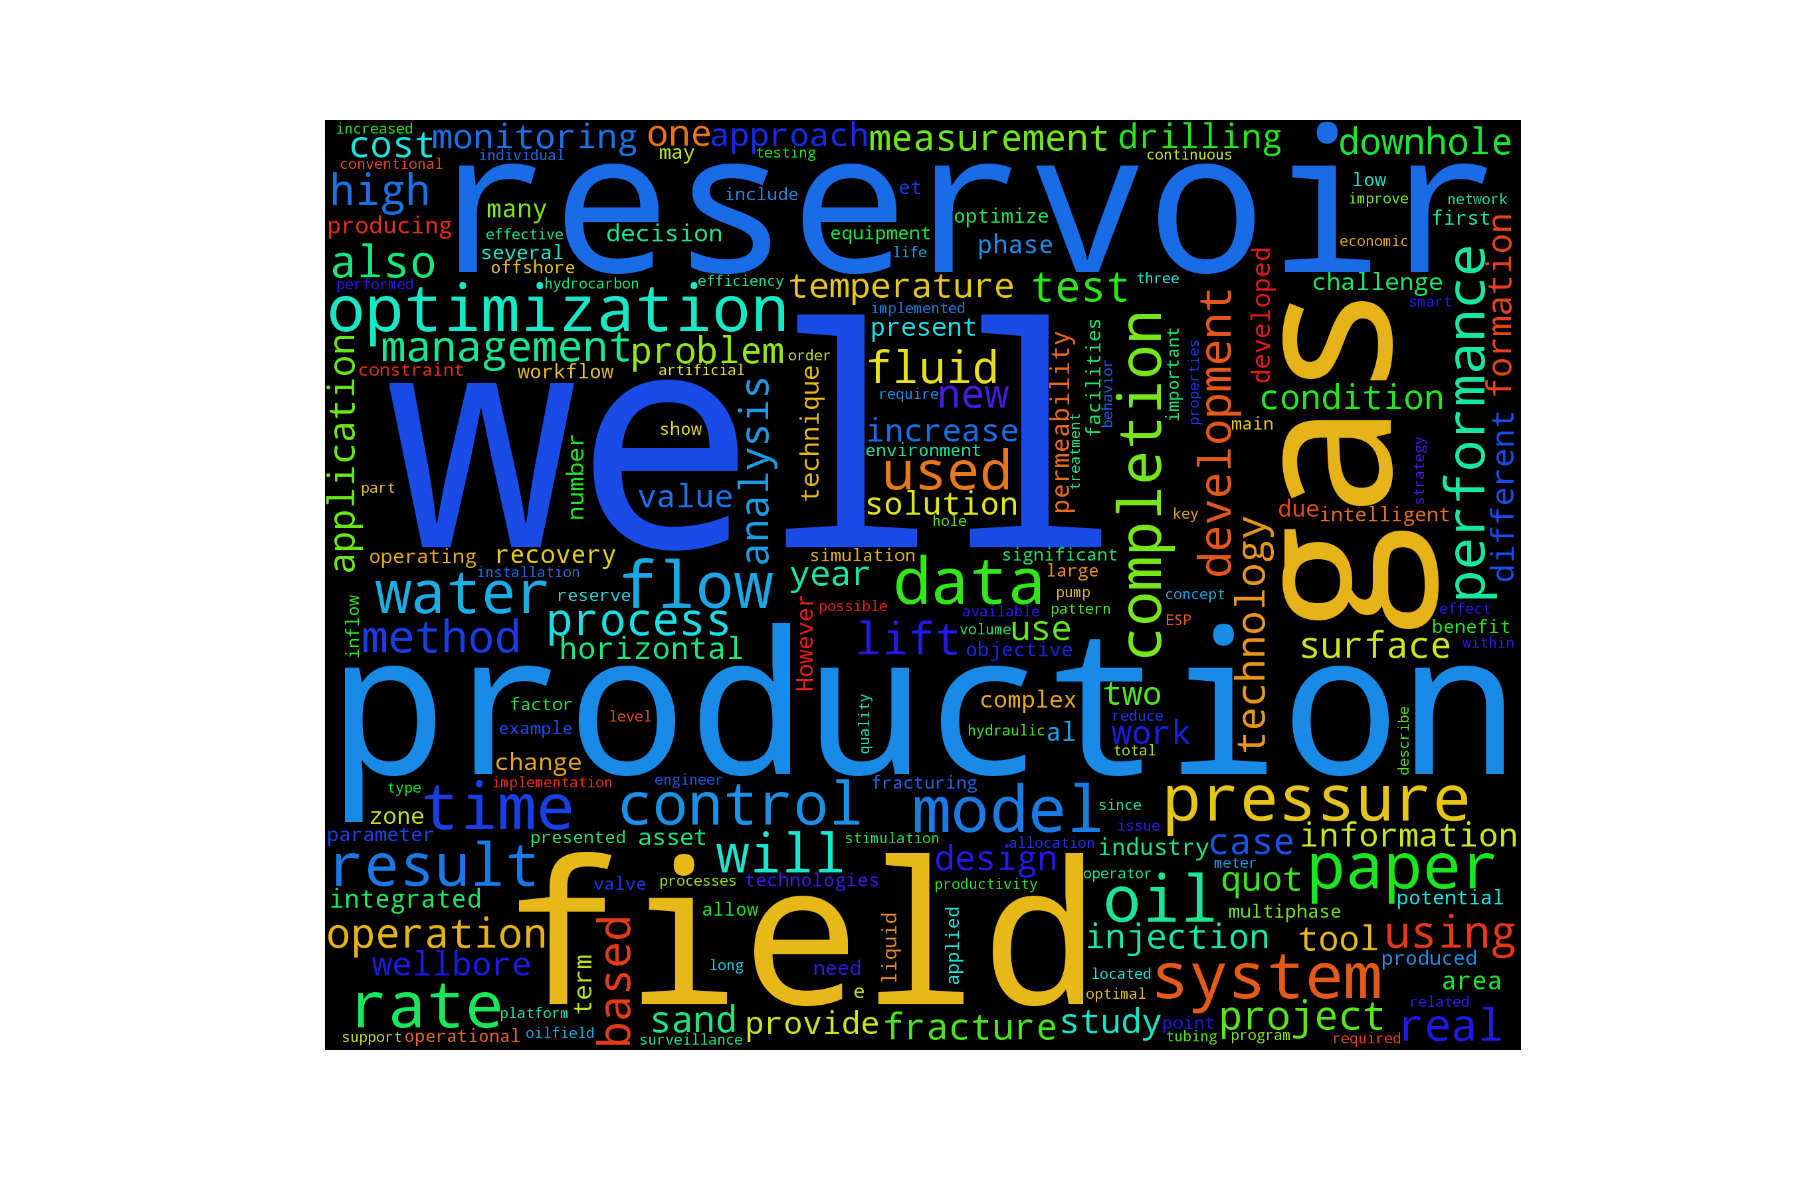 increased
cost
monitoring
one
approach
measurement
drilling
downhole
conventional
individual
may
testing
continuous
high
reservoir
include
et
low
improve
network
producing
many
effective
several
decision
equipment
optimize
life
phase
first
economic
also
offshore
performed
hydrocarbon
efficiency
temperature
test
three
challenge
smart
formation
optimization
implemented
present
developed
gas
performance
management
problem
order
constraint
workflow
artificial
well
fluid
require
new
permeability
facilities
behavior
completion
important
properties
development
condition
application
analysis
technique
increase
environment
treatment
main
different
show
number
value
used
solution
hole
strategy
part
key
due
intelligent
operating
recovery
simulation
significant
technology
installation
water
reserve
flow
year
data
large
pump
concept
inflow
method
process
horizontal
However
possible
lift
available
volume
pattern
use
objective
ESP
surface
effect
benefit
within
production
factor
example
level
quality
complex
hydraulic
al
two
reduce
work
total
describe
change
type
implementation
engineer
fracturing
zone
time
control
model
since
pressure
parameter
presented
asset
stimulation
issue
information
result
will
design
allocation
industry
case
meter
paper
integrated
valve
processes
technologies
productivity
operator
oil
quot
potential
field
allow
multiphase
operation
based
liquid
applied
injection
tool
using
wellbore
term
long
need
e
located
optimal
system
produced
area
rate
platform
sand
provide
fracture
study
point
project
related
real
support
operational
oilfield
surveillance
tubing
program
required